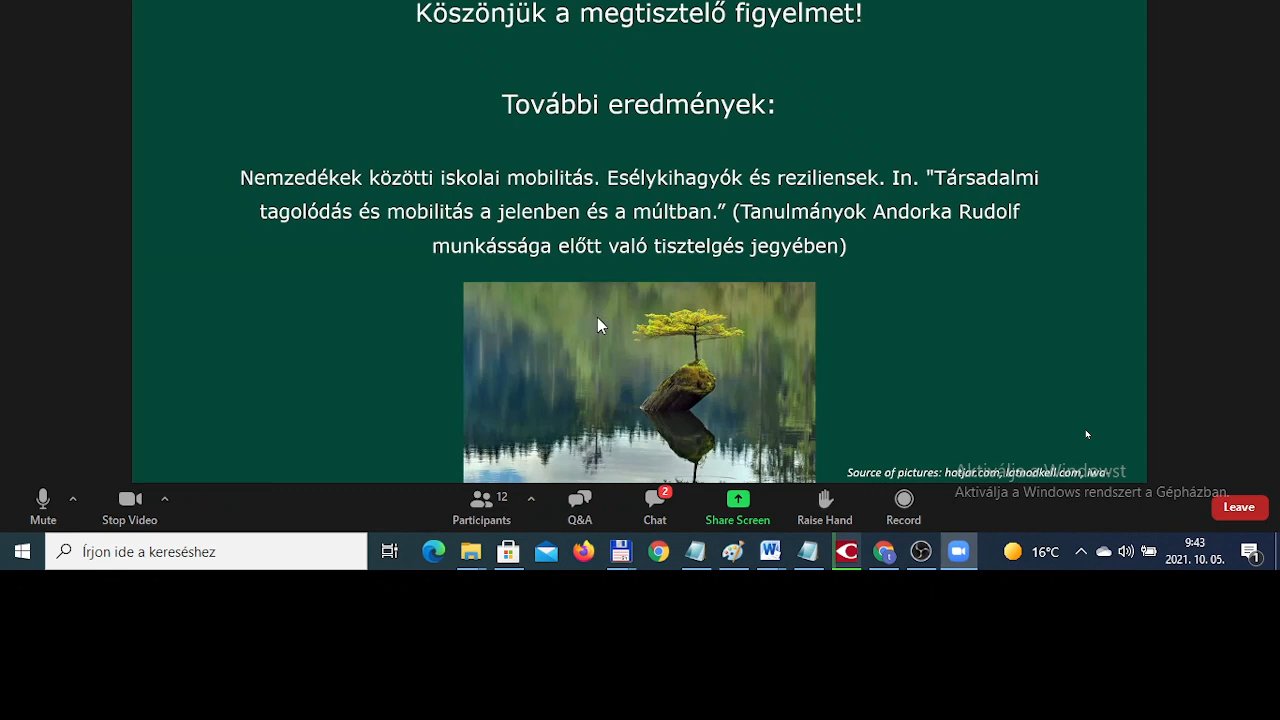 Köszönjük a megtisztelő figyelmet!
További eredmények:
Nemzedékek közötti iskolai mobilitás. Esélykihagyók és reziliensek. In. "Társadalmi
tagolódás és mobilitás a jelenben és a múltban.” (Tanulmányok Andorka Rudolf
munkássága előtt való tisztelgés jegyében)
Source of pictures: hotjar.com,
Aktiválja a Windowst
Aktiválja a Windows rendszert a Gépházban.
Mute
Stop Video
12
Participants
Q&A
2
Chat
Share Screen
Raise Hand
Record
Leave
Írjon ide a kereséshez
16°C
9:43
2021. 10. 05.
1